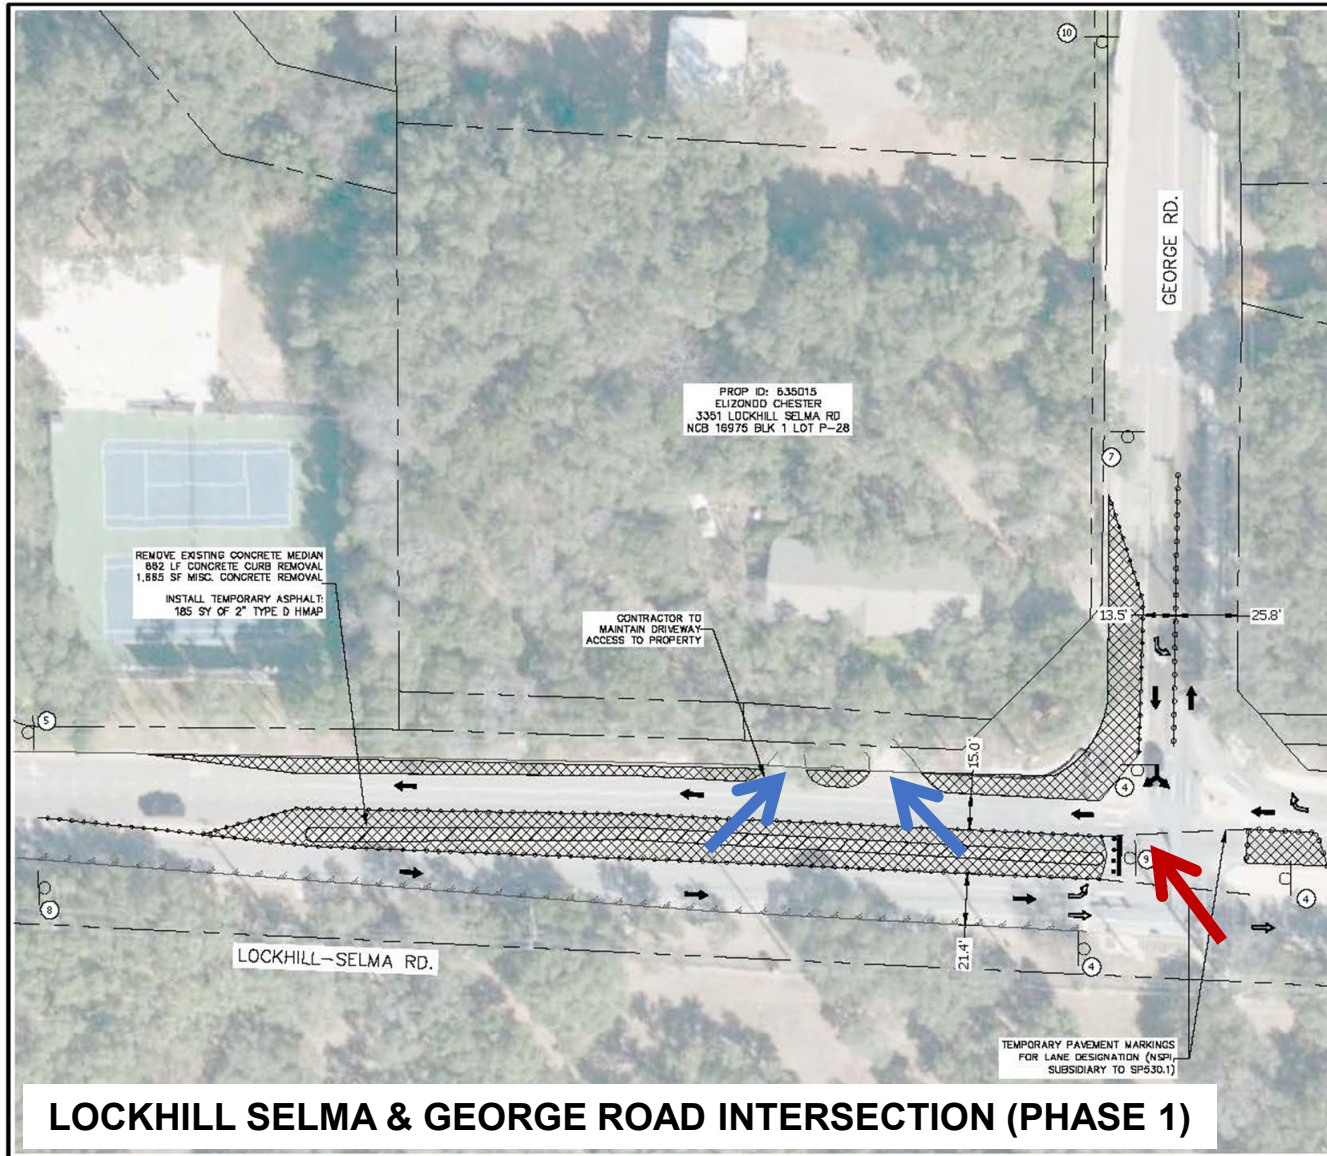 10
GEORGE RD.
PROP ID: 635015
ELIZONDO CHESTER
3351 LOCKHILL SELMA RD
NCB 16975 BLK 1 LOT P-28
7
REMOVE EXISTING CONCRETE MEDIAN
662 LF CONCRETE CURB REMOVAL
1,665 SF MISC. CONCRETE REMOVAL
INSTALL TEMPORARY ASPHALT:
185 SY OF 2" TYPE D HMAP
CONTRACTOR TO
MAINTAIN DRIVEWAY
ACCESS TO PROPERTY
13.5'
25.8'
5
15.0'
4
9
4
8
LOCKHILL-SELMA RD.
21.4'
4
TEMPORARY PAVEMENT MARKINGS
FOR LANE DESIGNATION (NSPI,
SUBSIDIARY TO SP530.1)
LOCKHILL SELMA & GEORGE ROAD INTERSECTION (PHASE 1)